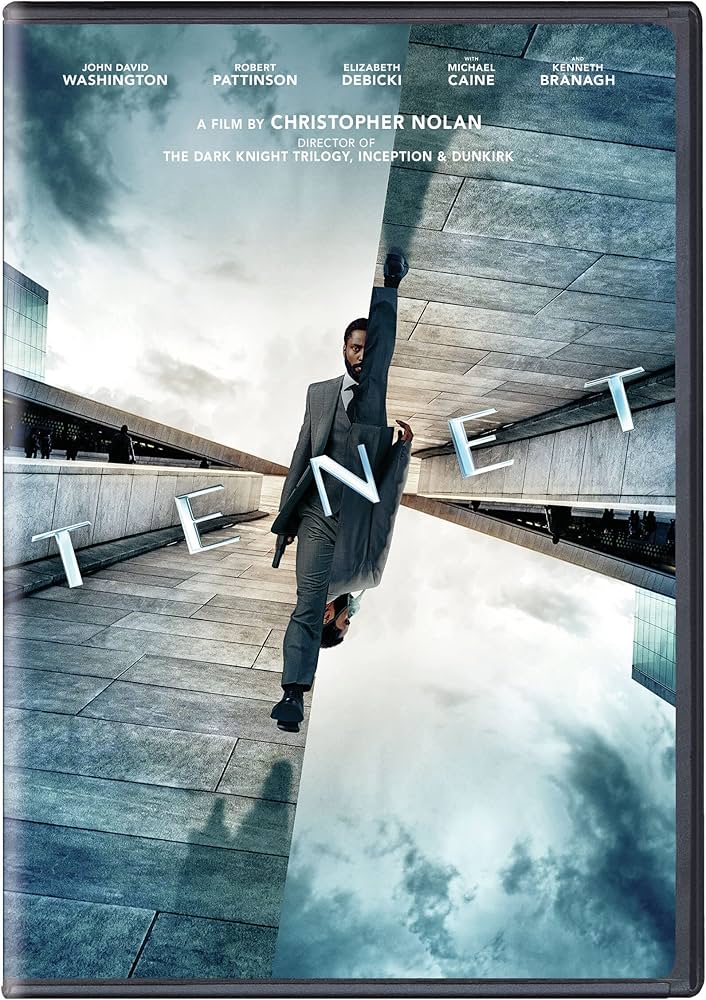 JOHN DAVID WASHINGTON
ROBERT PATTINSON
ELIZABETH DEBICKI
WITH MICHAEL CAINE
AND KENNETH BRANAGH
A FILM BY CHRISTOPHER NOLAN
DIRECTOR OF
THE DARK KNIGHT TRILOGY, INCEPTION & DUNKIRK
TENET